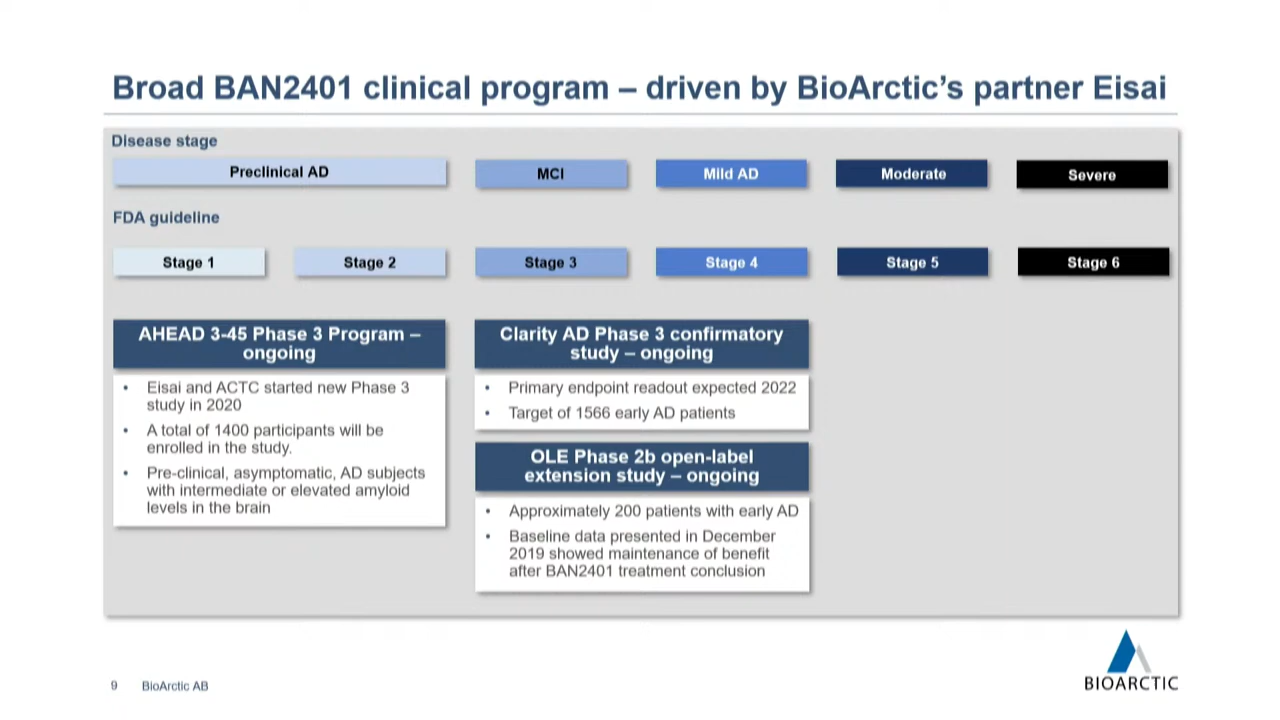 Broad BAN2401 clinical program – driven by BioArctic's partner Eisai
Disease stage
Preclinical AD
MCI
Mild AD
Moderate
Severe
FDA guideline
Stage 1
Stage 2
Stage 3
Stage 4
Stage 5
Stage 6
AHEAD 3-45 Phase 3 Program –
ongoing
• Eisai and ACTC started new Phase 3
study in 2020
• A total of 1400 participants will be
enrolled in the study.
• Pre-clinical, asymptomatic, AD subjects
with intermediate or elevated amyloid
levels in the brain
Clarity AD Phase 3 confirmatory
study – ongoing
• Primary endpoint readout expected 2022
• Target of 1566 early AD patients
OLE Phase 2b open-label
extension study – ongoing
• Approximately 200 patients with early AD
• Baseline data presented in December
2019 showed maintenance of benefit
after BAN2401 treatment conclusion
9 BioArctic AB
BIOARCTIC